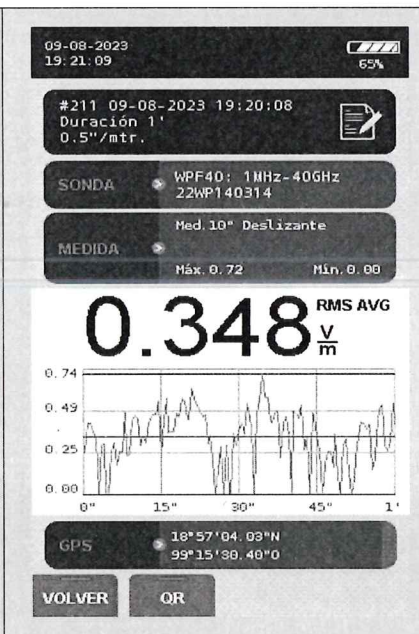 09-08-2023
19:21:09
65%
#211 09-08-2023 19:20:08
Duración 1'
0.5"/mtr.
SONDA
WPF40: 1MHz-40GHz
22WP140314
MEDIDA
Med.10" Deslizante
Máx.0.72 Mín.0.00
0.348 RMS AVG
V/m
0.74
0.49
0.25
0.00
0" 15" 30" 45" 1'
GPS
18°57'04.03"N
99°15'30.40"O
VOLVER QR